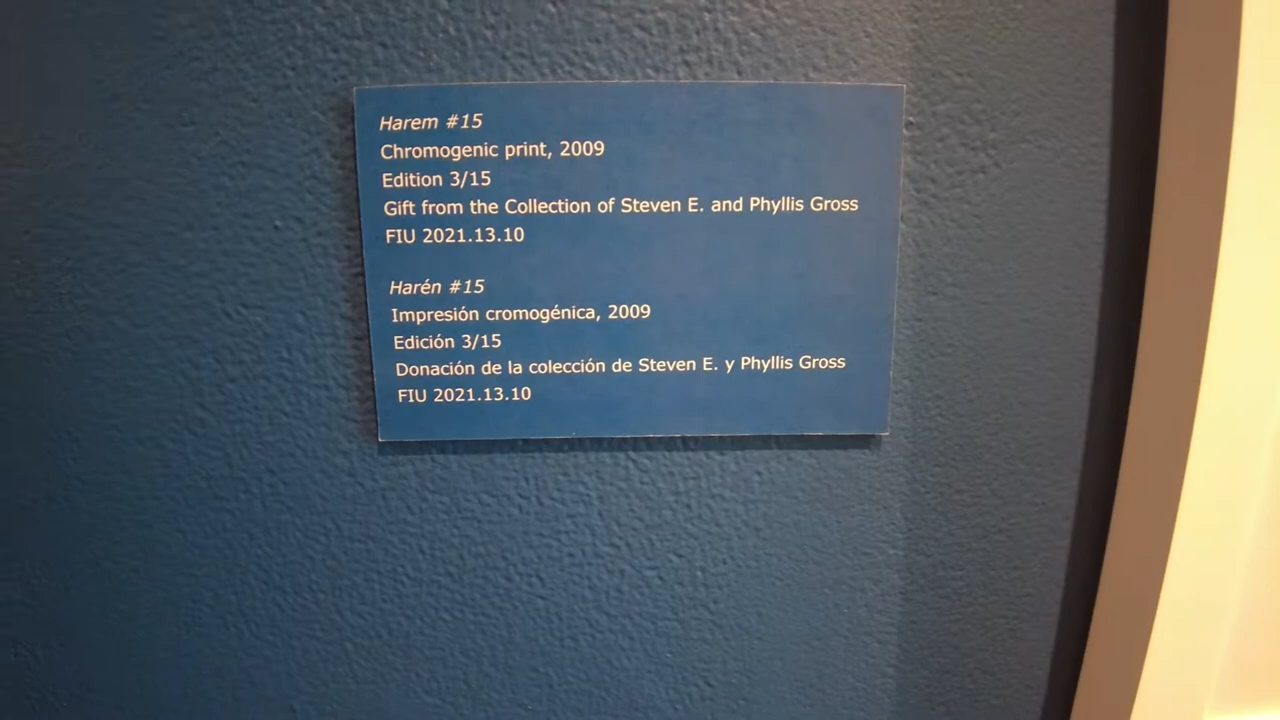 Harem #15
Chromogenic print, 2009
Edition 3/15
Gift from the Collection of Steven E. and Phyllis Gross
FIU 2021.13.10
Harén #15
Impresión cromogénica, 2009
Edición 3/15
Donación de la colección de Steven E. y Phyllis Gross
FIU 2021.13.10